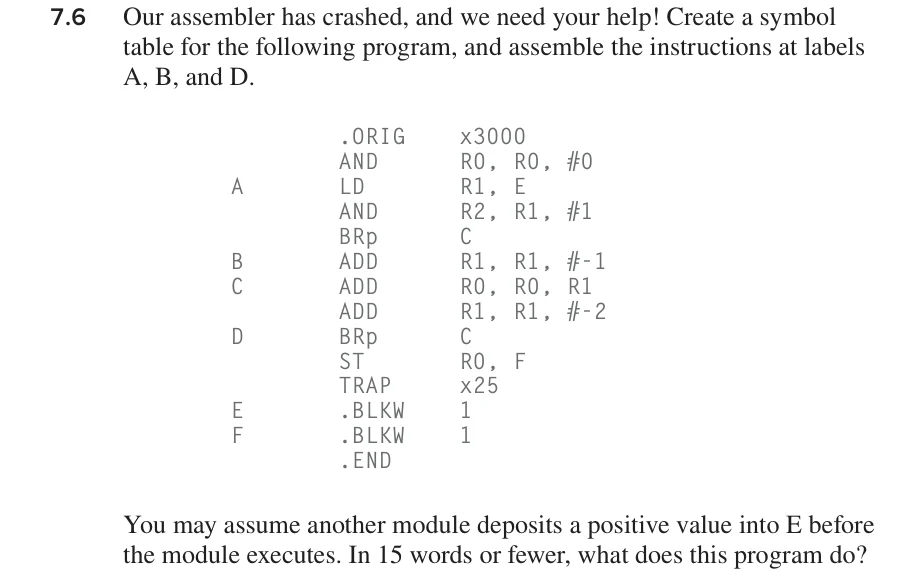 7.6 Our assembler has crashed, and we need your help! Create a symbol
table for the following program, and assemble the instructions at labels
A, B, and D.
.ORIG x3000
AND R0, R0, #0
A LD R1, E
AND R2, R1, #1
BRp C
B ADD R1, R1, #-1
C ADD R0, R0, R1
ADD R1, R1, #-2
D BRp C
ST R0, F
TRAP x25
E .BLKW 1
F .BLKW 1
.END
You may assume another module deposits a positive value into E before
the module executes. In 15 words or fewer, what does this program do?